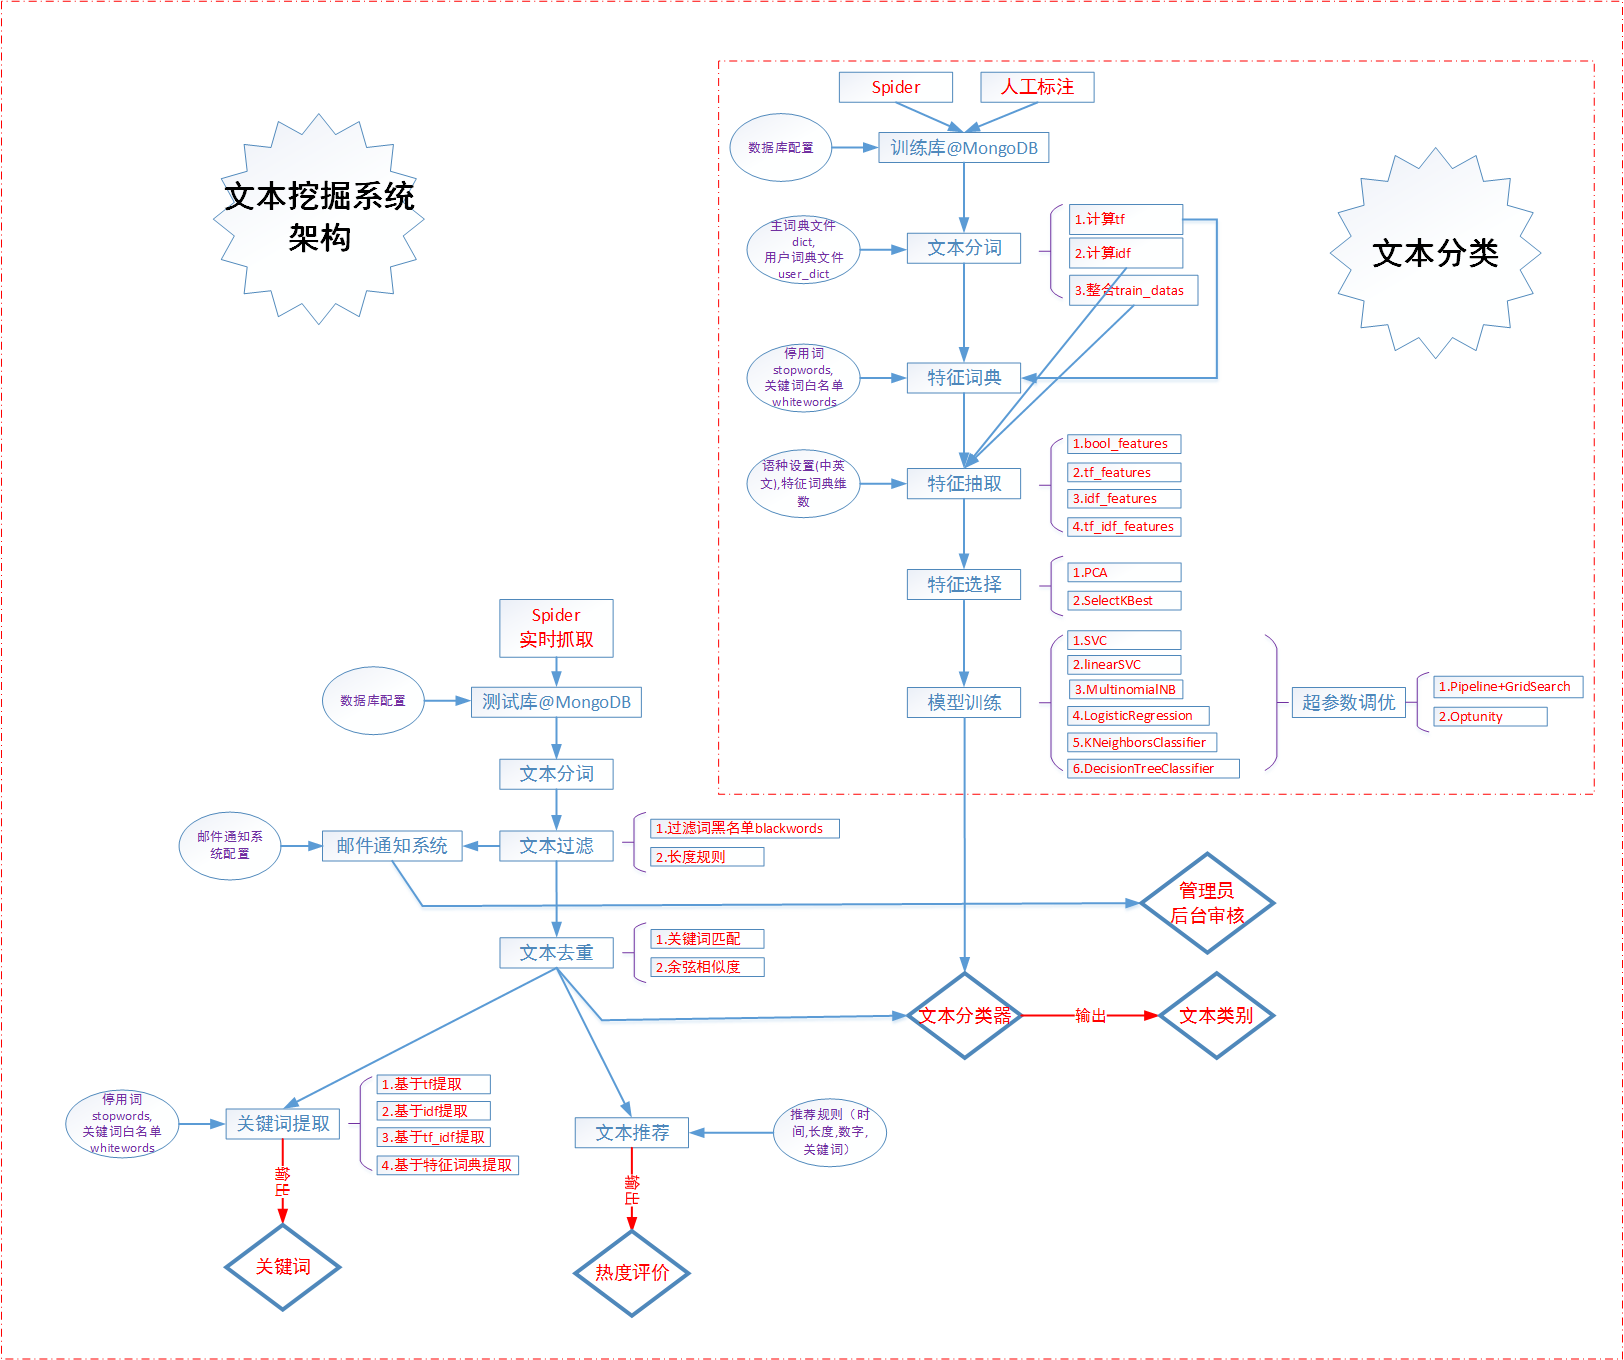 文本挖掘系统
架构
Spider
人工标注
数据库配置
训练库@MongoDB
文本分类
主词典文件
dict,
用户词典文件
user_dict
文本分词
1.计算tf
2.计算idf
3.整合train_datas
停用词
stopwords,
关键词白名单
whitewords
特征词典
语种设置(中英
文),特征词典维
数
特征抽取
1.bool_features
2.tf_features
3.idf_features
4.tf_idf_features
特征选择
1.PCA
2.SelectKBest
模型训练
1.SVC
2.linearSVC
3.MultinomialNB
4.LogisticRegression
5.KNeighborsClassifier
6.DecisionTreeClassifier
超参数调优
1.Pipeline+GridSearch
2.Optunity
Spider
实时抓取
数据库配置
测试库@MongoDB
文本分词
邮件通知系
统配置
邮件通知系统
文本过滤
1.过滤词黑名单blackwords
2.长度规则
管理员
后台审核
文本去重
1.关键词匹配
2.余弦相似度
文本分类器
输出
文本类别
停用词
stopwords,
关键词白名单
whitewords
关键词提取
1.基于tf提取
2.基于idf提取
3.基于tf_idf提取
4.基于特征词典提取
文本推荐
推荐规则（时
间,长度,数字,
关键词）
输出
输出
关键词
热度评价